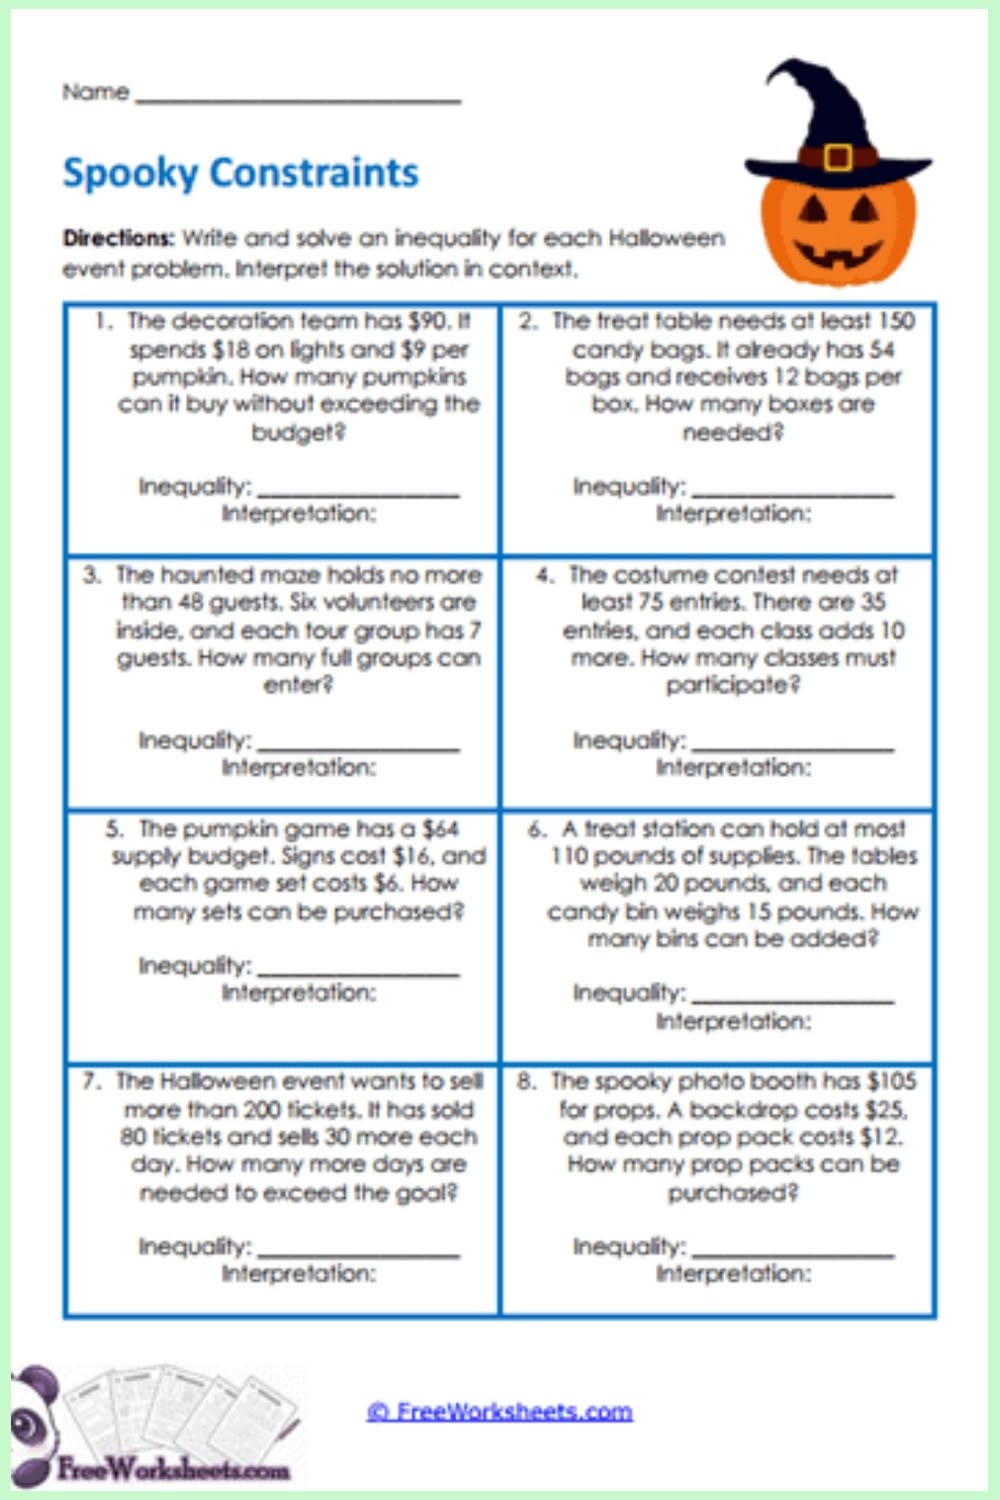 Name
Spooky Constraints
Directions: Write and solve an inequality for each Halloween
event problem. Interpret the solution in context.
1. The decoration team has $90. It
spends $18 on lights and $9 per
pumpkin. How many pumpkins
can it buy without exceeding the
budget?
Inequality:
Interpretation:
2. The treat table needs at least 150
candy bags. It already has 54
bags and receives 12 bags per
box. How many boxes are
needed?
Inequality:
Interpretation:
3. The haunted maze holds no more
than 48 guests. Six volunteers are
inside, and each tour group has 7
guests. How many full groups can
enter?
Inequality:
Interpretation:
4. The costume contest needs at
least 75 entries. There are 35
entries, and each class adds 10
more. How many classes must
participate?
Inequality:
Interpretation:
5. The pumpkin game has a $64
supply budget. Signs cost $16, and
each game set costs $6. How
many sets can be purchased?
Inequality:
Interpretation:
6. A treat station can hold at most
110 pounds of supplies. The tables
weigh 20 pounds, and each
candy bin weighs 15 pounds. How
many bins can be added?
Inequality:
Interpretation:
7. The Halloween event wants to sell
more than 200 tickets. It has sold
80 tickets and sells 30 more each
day. How many more days are
needed to exceed the goal?
Inequality:
Interpretation:
8. The spooky photo booth has $105
for props. A backdrop costs $25,
and each prop pack costs $12.
How many prop packs can be
purchased?
Inequality:
Interpretation:
© FreeWorksheets.com
FreeWorksheets.com